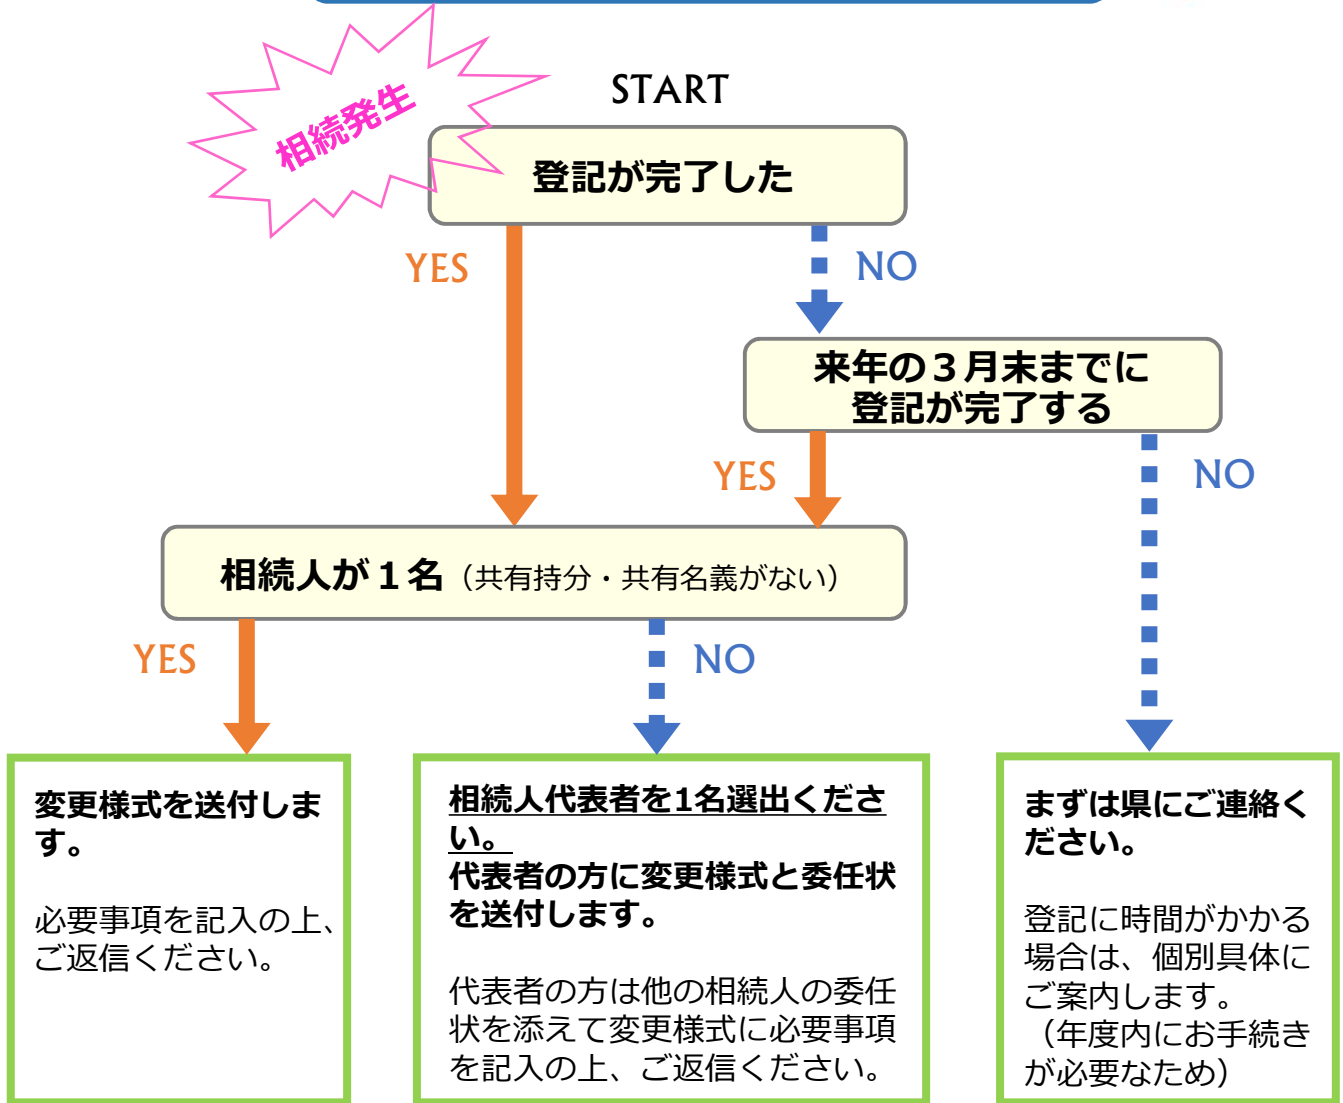 相続発生
START
登記が完了した
YES
NO
来年の３月末までに
登記が完了する
YES
NO
相続人が１名（共有持分・共有名義がない）
YES
NO
変更様式を送付しま
す。
必要事項を記入の上、
ご返信ください。
相続人代表者を1名選出くださ
い。
代表者の方に変更様式と委任状
を送付します。
代表者の方は他の相続人の委任
状を添えて変更様式に必要事項
を記入の上、ご返信ください。
まずは県にご連絡く
ださい。
登記に時間がかかる
場合は、個別具体に
ご案内します。
（年度内にお手続き
が必要なため）